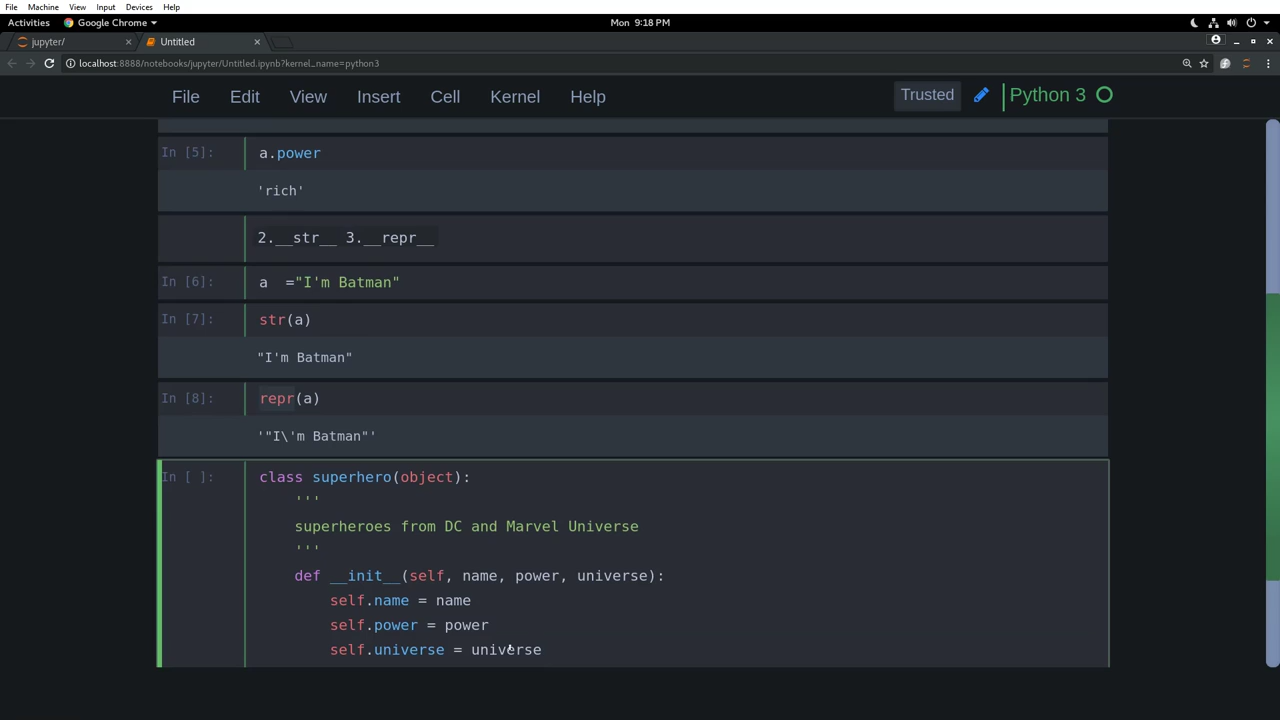 File Machine View Input Devices Help
Activities Google Chrome Mon 9:18 PM
jupyter/ Untitled
localhost:8888/notebooks/jupyter/Untitled.ipynb?kernel_name=python3
File Edit View Insert Cell Kernel Help Trusted Python 3
In [5]: a.power
'rich'
2.__str__ 3.__repr__
In [6]: a  ="I'm Batman"
In [7]: str(a)
"I'm Batman"
In [8]: repr(a)
'"I\'m Batman"'
In [ ]: class superhero(object):
'''
superheroes from DC and Marvel Universe
'''
def __init__(self, name, power, universe):
self.name = name
self.power = power
self.universe = universe